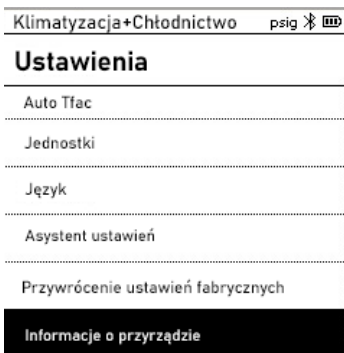 Klimatyzacja+Chłodnictwo psig
Ustawienia
Auto Tfac
Jednostki
Język
Asystent ustawień
Przywrócenie ustawień fabrycznych
Informacje o przyrządzie